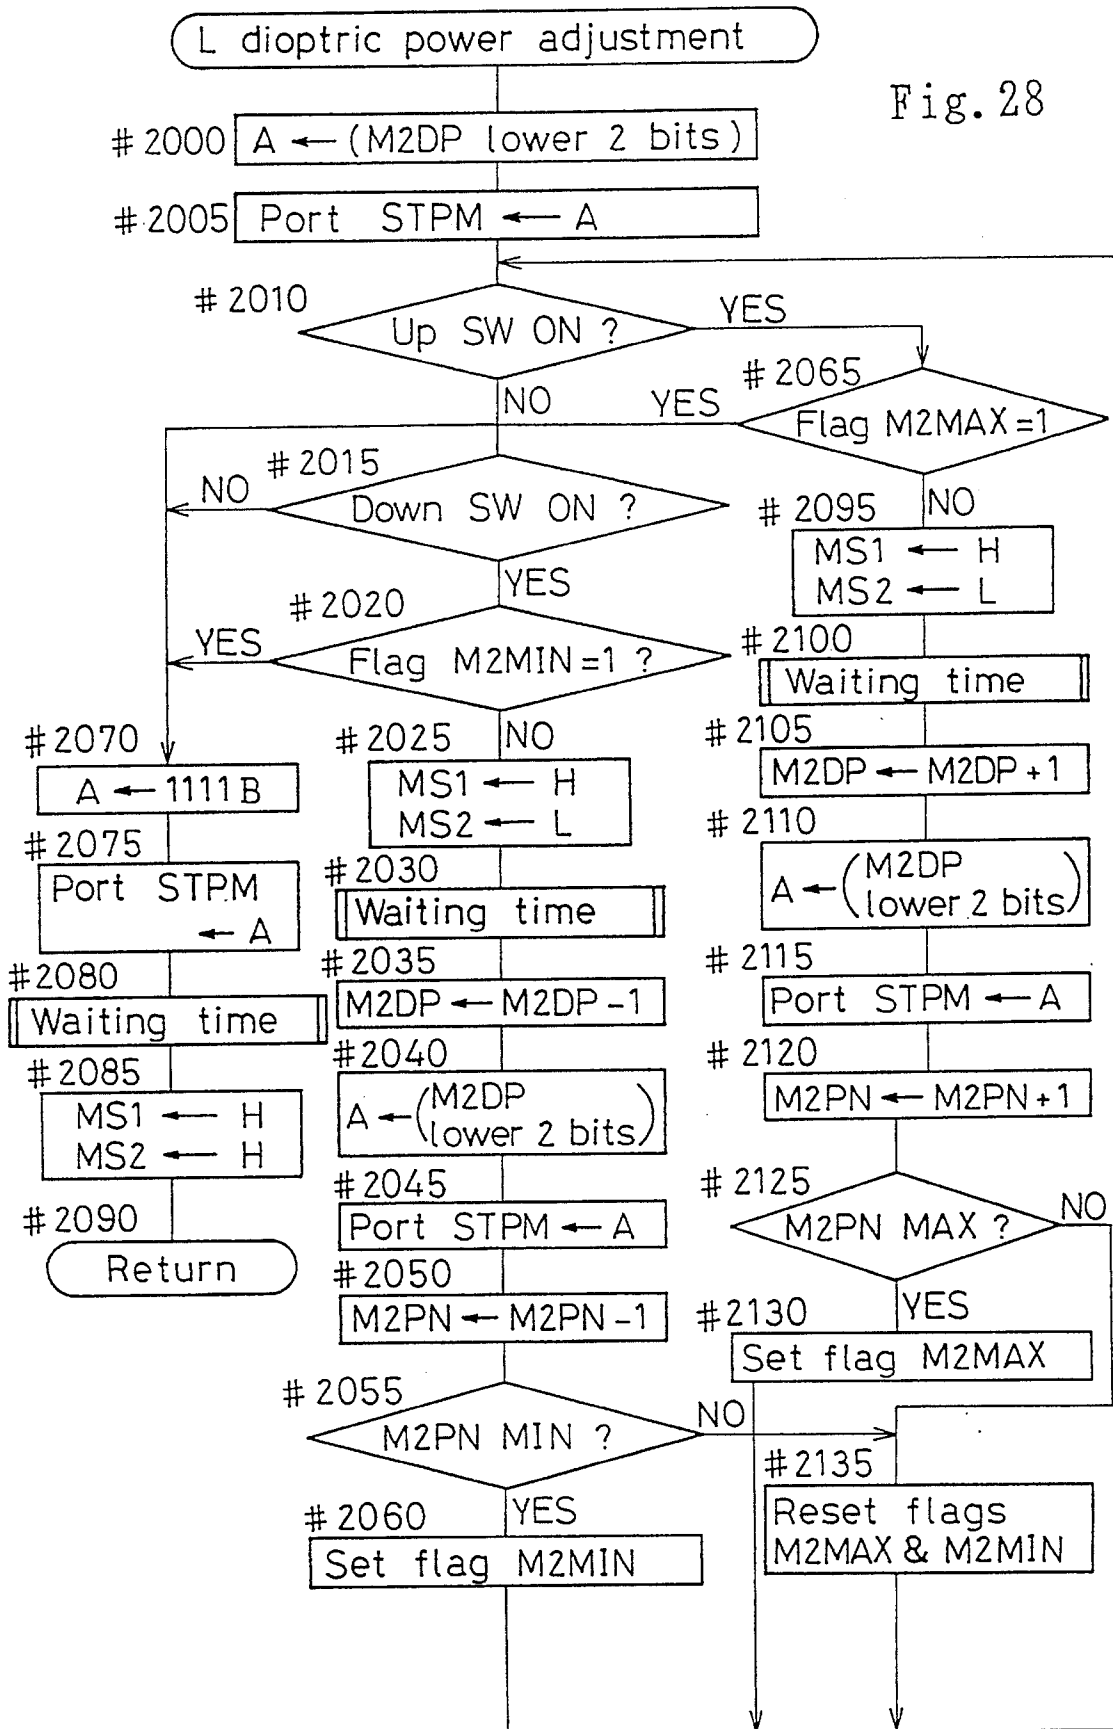 L dioptric power adjustment
Fig. 28
#2000
A ← (M2DP lower 2 bits)
#2005
Port STPM ← A
#2010
Up SW ON ?
YES
NO
#2065
Flag M2MAX=1
YES
NO
#2015
Down SW ON ?
NO
YES
#2020
Flag M2MIN=1 ?
YES
NO
#2070
A ← 1111B
#2075
Port STPM
← A
#2080
Waiting time
#2085
MS1 ← H
MS2 ← H
#2090
Return
#2025
MS1 ← H
MS2 ← L
#2030
Waiting time
#2035
M2DP ← M2DP-1
#2040
A ← (M2DP
lower 2 bits)
#2045
Port STPM ← A
#2050
M2PN ← M2PN-1
#2055
M2PN MIN ?
NO
YES
#2060
Set flag M2MIN
#2095
MS1 ← H
MS2 ← L
#2100
Waiting time
#2105
M2DP ← M2DP+1
#2110
A ← (M2DP
lower 2 bits)
#2115
Port STPM ← A
#2120
M2PN ← M2PN+1
#2125
M2PN MAX ?
NO
YES
#2130
Set flag M2MAX
#2135
Reset flags
M2MAX & M2MIN